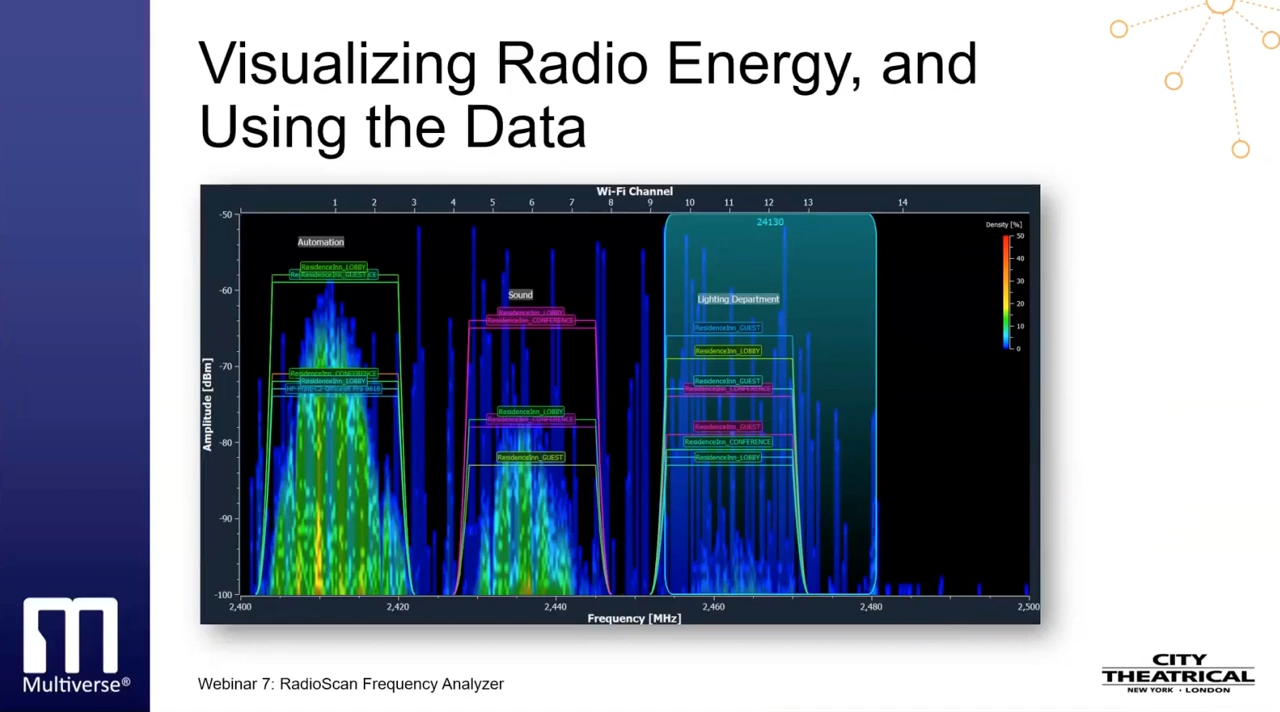 Visualizing Radio Energy, and
Using the Data
Wi-Fi Channel
1 2 3 4 5 6 7 8 9 10 11 12 13 14
-50
24130
Density [%]
50
40
30
20
10
0
Automation
ResidenceInn_LOBBY
ResidenceInn_GUEST
-60
Sound
ResidenceInn_LOBBY
ResidenceInn_CONFERENCE
Lighting Department
ResidenceInn_GUEST
ResidenceInn_LOBBY
-70
ResidenceInn_CONFERENCE
ResidenceInn_LOBBY
ResidenceInn_GUEST
ResidenceInn_CONFERENCE
Amplitude [dBm]
ResidenceInn_LOBBY
ResidenceInn_CONFERENCE
ResidenceInn_GUEST
-80
ResidenceInn_CONFERENCE
ResidenceInn_GUEST
ResidenceInn_LOBBY
-90
-100
2,400 2,420 2,440 2,460 2,480 2,500
Frequency [MHz]
Multiverse®
Webinar 7: RadioScan Frequency Analyzer
CITY
THEATRICAL
NEW YORK • LONDON